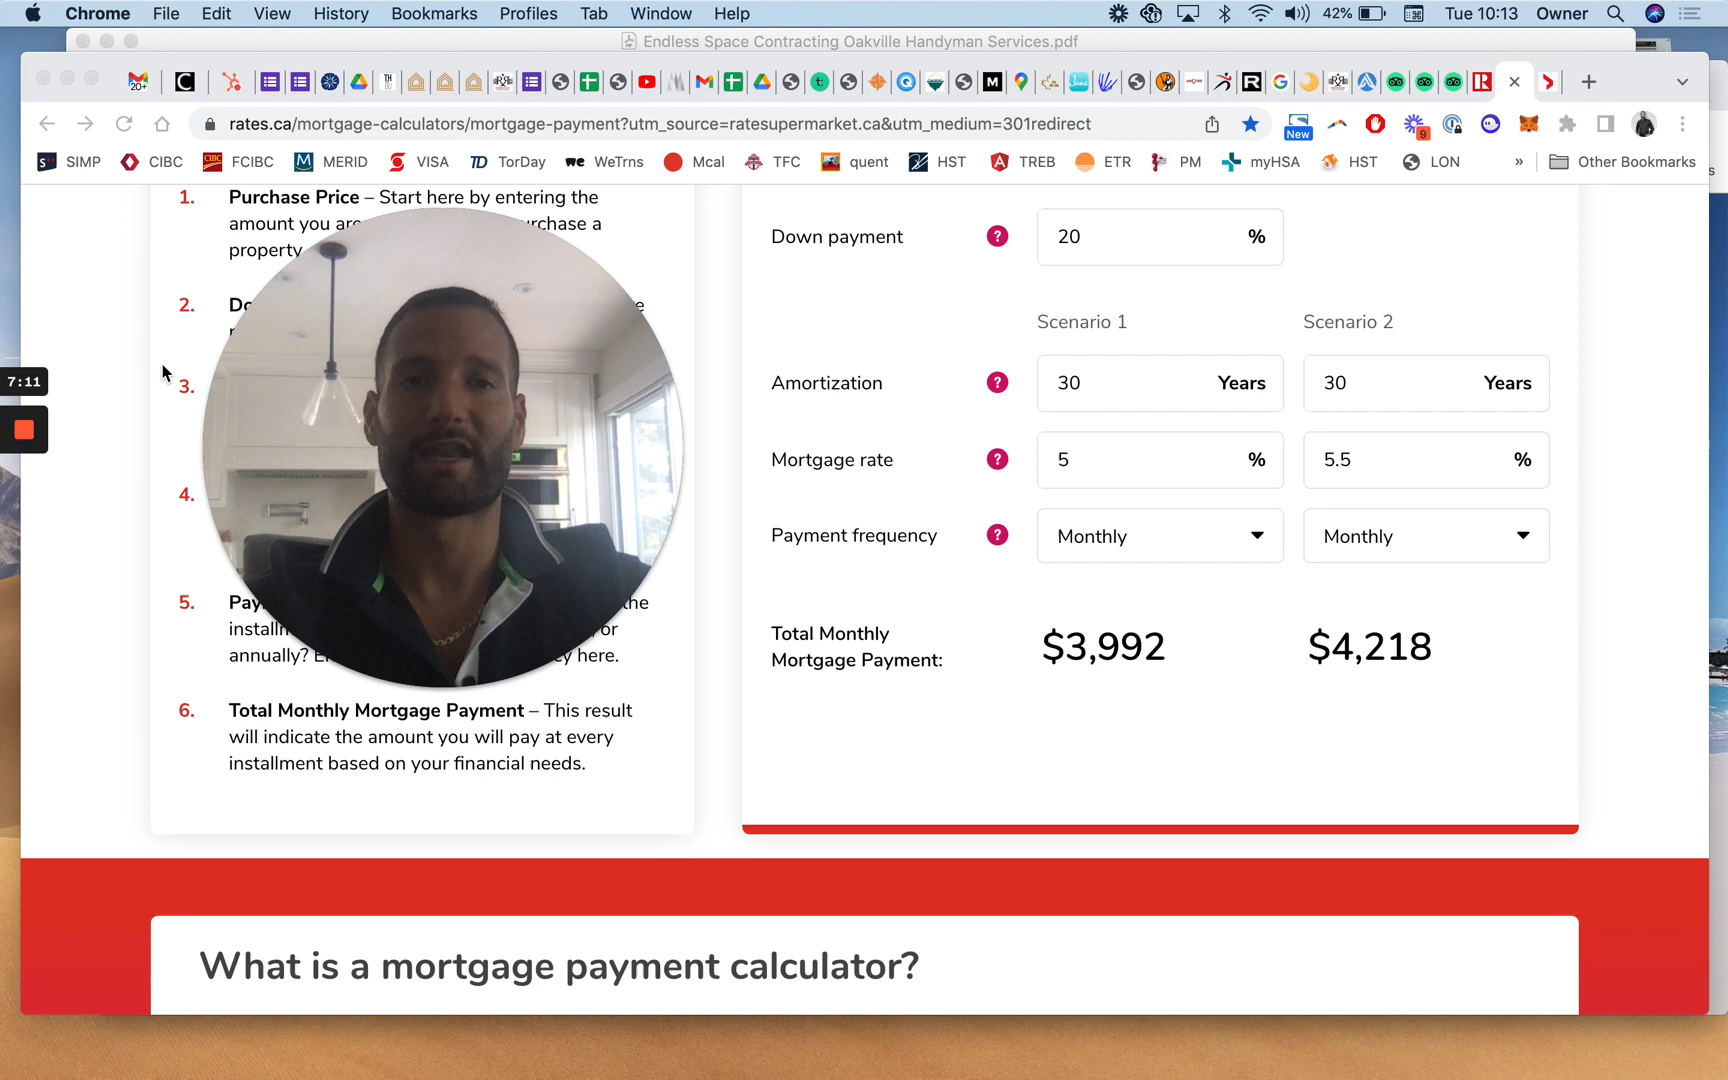 Chrome File Edit View History Bookmarks Profiles Tab Window Help 42% Tue 10:13 Owner
Endless Space Contracting Oakville Handyman Services.pdf
rates.ca/mortgage-calculators/mortgage-payment?utm_source=ratesupermarket.ca&utm_medium=301redirect
New
9
SIMP CIBC FCIBC MERID VISA TorDay WeTrns Mcal TFC quent HST TREB ETR PM myHSA HST LON » Other Bookmarks
1. Purchase Price – Start here by entering the
amount you are rchase a
property
2. Do
3.
4.
5. Pay the
install or
annually? E cy here.
6. Total Monthly Mortgage Payment – This result
will indicate the amount you will pay at every
installment based on your financial needs.
7:11
Down payment ? 20 %
Scenario 1 Scenario 2
Amortization ? 30 Years 30 Years
Mortgage rate ? 5 % 5.5 %
Payment frequency ? Monthly Monthly
Total Monthly
Mortgage Payment: $3,992 $4,218
What is a mortgage payment calculator?